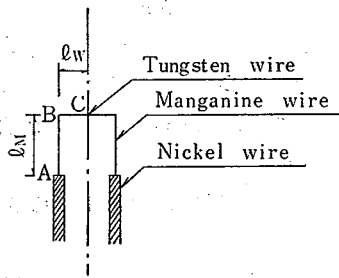 ℓW
C
Tungsten wire
B
Manganine wire
ℓM
Nickel wire
A